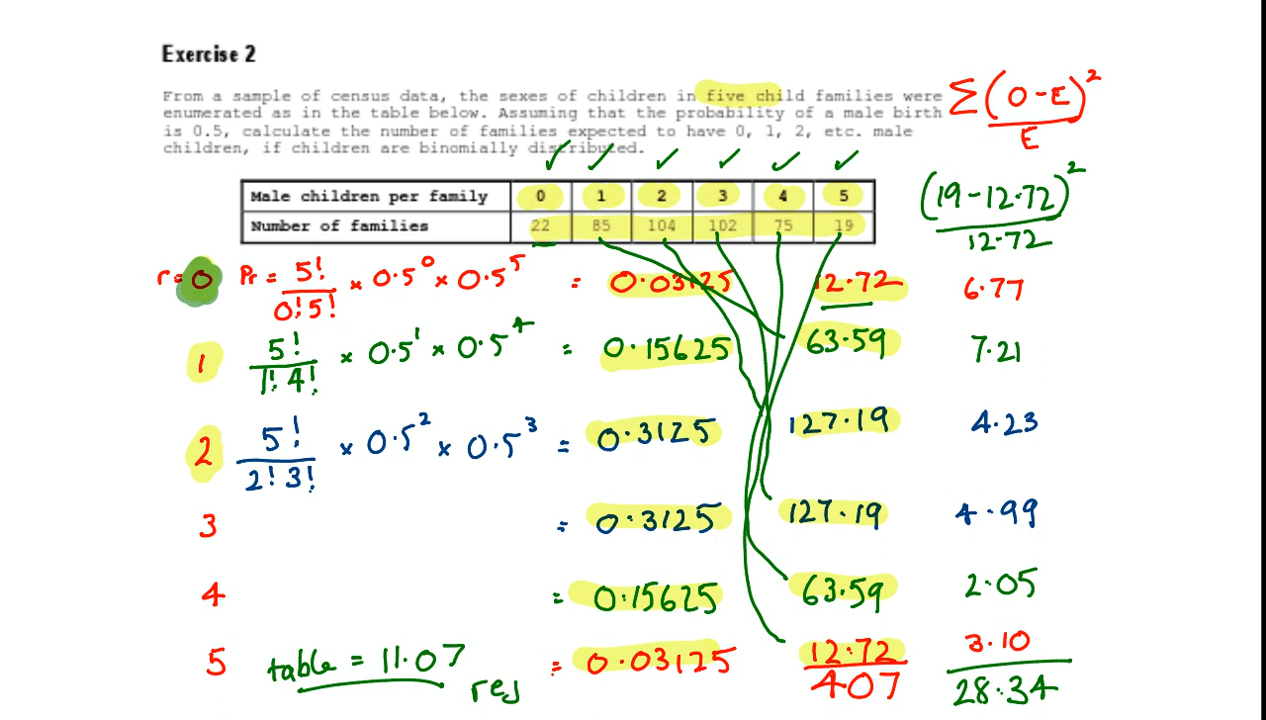 Exercise 2
From a sample of census data, the sexes of children in five child families were
enumerated as in the table below. Assuming that the probability of a male birth
is 0.5, calculate the number of families expected to have 0, 1, 2, etc. male
children, if children are binomially distributed.
Σ(O-E)²/E
Male children per family 0 1 2 3 4 5
Number of families 22 85 104 102 75 19
(19-12.72)²/12.72
r=0 Pr = 5!/0!5! × 0.5⁰ × 0.5⁵ = 0.03125 12.72 6.77
1 5!/1!4! × 0.5¹ × 0.5⁴ = 0.15625 63.59 7.21
2 5!/2!3! × 0.5² × 0.5³ = 0.3125 127.19 4.23
3 = 0.3125 127.19 4.99
4 = 0.15625 63.59 2.05
5 = 0.03125 12.72 3.10
table = 11.07 rej 407 28.34